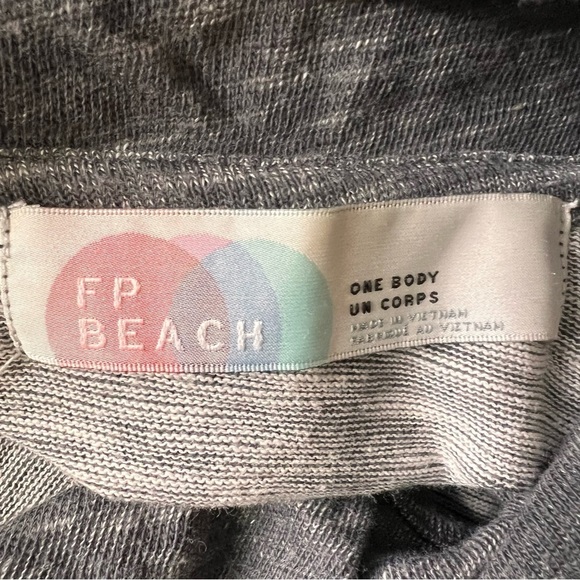 FP
BEACH
ONE BODY
UN CORPS
MADE IN VIETNAM
FABRIQUÉ AU VIETNAM